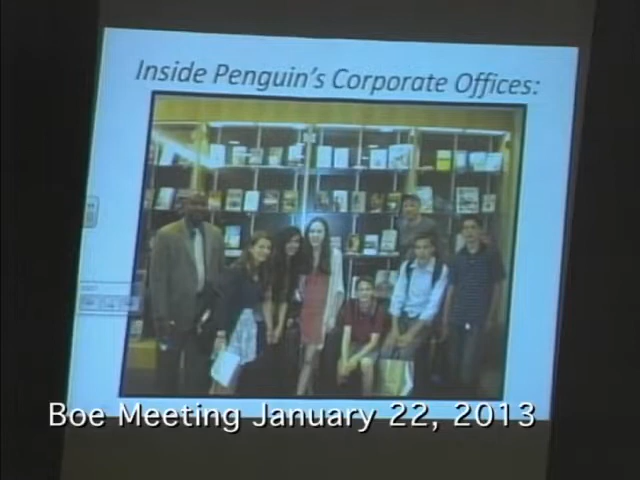 Inside Penguin's Corporate Offices:
Boe Meeting January 22, 2013